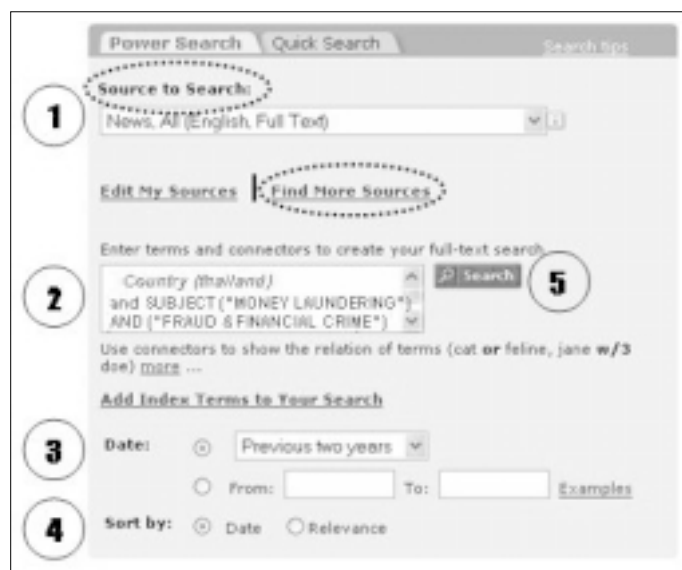 Power Search Quick Search Search tips
Source to Search:
1
News, All (English, Full Text)
Edit My Sources Find More Sources
Enter terms and connectors to create your full-text search
2
Country (thailand)
and SUBJECT ("MONEY LAUNDERING")
AND ("FRAUD & FINANCIAL CRIME")
Search
5
Use connectors to show the relation of terms (cat or feline, jane w/3
doe) more ...
Add Index Terms to Your Search
3
Date: Previous two years
From: To: Examples
4
Sort by: Date Relevance